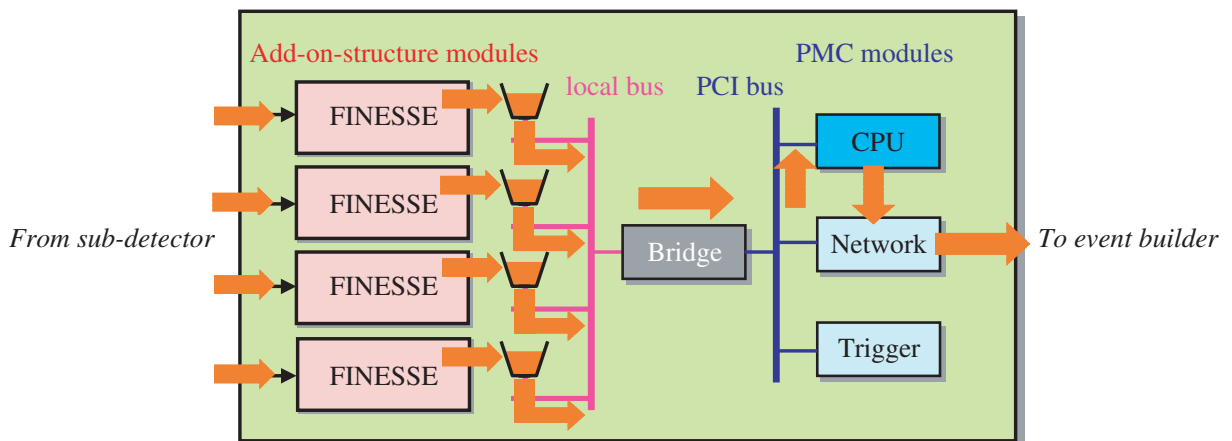 Add-on-structure modules
PMC modules
local bus
PCI bus
FINESSE
CPU
FINESSE
From sub-detector
Bridge
Network
To event builder
FINESSE
Trigger
FINESSE